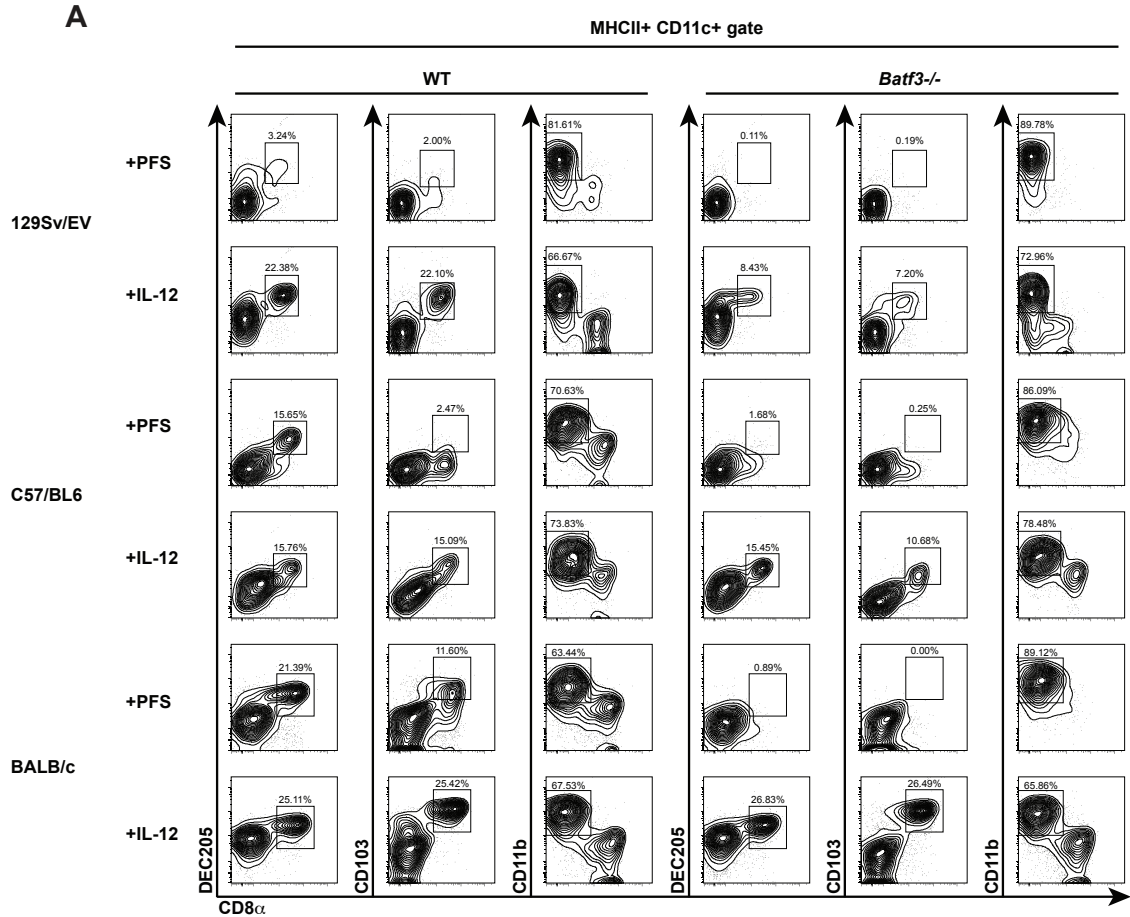 A
MHCII+ CD11c+ gate
WT
Batf3-/-
129Sv/EV
+PFS
3.24%
2.00%
81.61%
0.11%
0.19%
89.78%
+IL-12
22.38%
22.10%
66.67%
8.43%
7.20%
72.96%
C57/BL6
+PFS
15.65%
2.47%
70.63%
1.68%
0.25%
86.09%
+IL-12
15.76%
15.09%
73.83%
15.45%
10.68%
78.48%
BALB/c
+PFS
21.39%
11.60%
63.44%
0.89%
0.00%
89.12%
+IL-12
25.11%
25.42%
67.53%
26.83%
26.49%
65.86%
DEC205
CD103
CD11b
DEC205
CD103
CD11b
CD8α